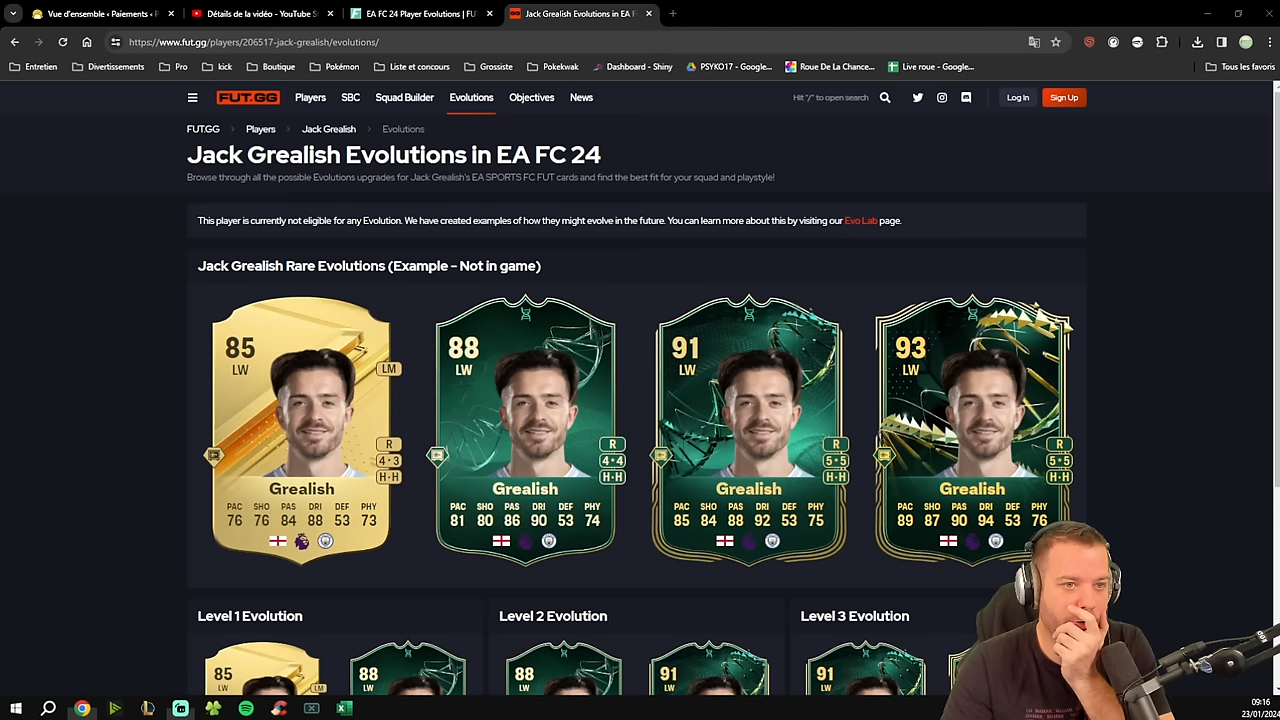 Vue d'ensemble ‹ Paiements ‹ P
Détails de la vidéo - YouTube S
EA FC 24 Player Evolutions | FU
Jack Grealish Evolutions in EA F
https://www.fut.gg/players/206517-jack-grealish/evolutions/
Entretien
Divertissements
Pro
kick
Boutique
Pokémon
Liste et concours
Grossiste
Pokekwak
Dashboard - Shiny
PSYKO17 - Google...
Roue De La Chance...
Live roue - Google...
Tous les favoris
FUT.GG
Players
SBC
Squad Builder
Evolutions
Objectives
News
Hit "/" to open search
Log In
Sign Up
FUT.GG > Players > Jack Grealish > Evolutions
Jack Grealish Evolutions in EA FC 24
Browse through all the possible Evolutions upgrades for Jack Grealish's EA SPORTS FC FUT cards and find the best fit for your squad and playstyle!
This player is currently not eligible for any Evolution. We have created examples of how they might evolve in the future. You can learn more about this by visiting our Evo Lab page.
Jack Grealish Rare Evolutions (Example - Not in game)
85
LW
LM
R
4★3
H·H
Grealish
PAC SHO PAS DRI DEF PHY
76 76 84 88 53 73
88
LW
R
4★4
H·H
Grealish
PAC SHO PAS DRI DEF PHY
81 80 86 90 53 74
91
LW
R
5★5
H·H
Grealish
PAC SHO PAS DRI DEF PHY
85 84 88 92 53 75
93
LW
R
5★5
H·H
Grealish
PAC SHO PAS DRI DEF PHY
89 87 90 94 53 76
Level 1 Evolution
Level 2 Evolution
Level 3 Evolution
85
LW
LM
88
LW
88
LW
91
LW
91
LW
09:16
23/01/2024